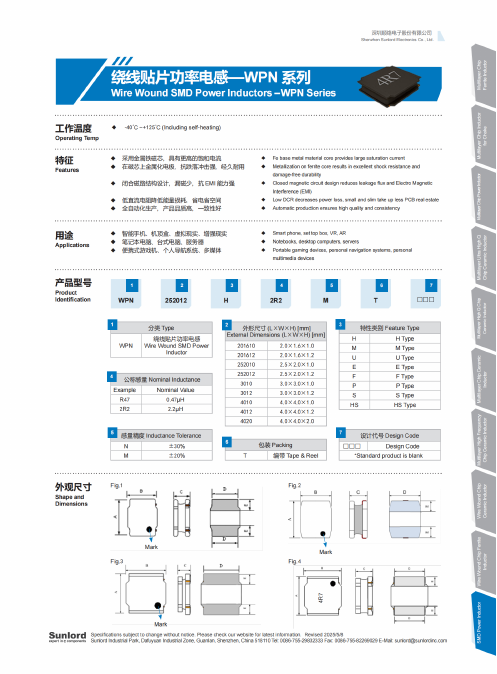 深圳顺络电子股份有限公司
Shenzhen Sunlord Electronics Co., Ltd.
绕线贴片功率电感—WPN 系列
Wire Wound SMD Power Inductors –WPN Series
4R7
工作温度
Operating Temp
◆ -40℃ ~+125℃ (Including self-heating)
特征
Features
◆ 采用金属铁磁芯，具有更高的饱和电流
◆ 在磁芯上金属化电极，抗跌落冲击强，经久耐用
◆ 闭合磁路结构设计，漏磁少，抗 EMI 能力强
◆ 低直流电阻降低能量损耗，省电省空间
◆ 全自动化生产，产品品质高，一致性好
◆ Fe base metal material core provides large saturation current
◆ Metallization on ferrite core results in excellent shock resistance and
damage-free durability
◆ Closed magnetic circuit design reduces leakage flux and Electro Magnetic
Interference (EMI)
◆ Low DCR decreases power loss, small and slim take up less PCB real estate
◆ Automatic production ensures high quality and consistency
用途
Applications
◆ 智能手机、机顶盒、虚拟现实、增强现实
◆ 笔记本电脑、台式电脑、服务器
◆ 便携式游戏机、个人导航系统、多媒体
◆ Smart phone, set top box, VR, AR
◆ Notebooks, desktop computers, servers
◆ Portable gaming devices, personal navigation systems, personal
multimedia devices
产品型号
Product
Identification
1 2 3 4 5 6 7
WPN 252012 H 2R2 M T □□□
1 分类 Type
WPN 绕线贴片功率电感
Wire Wound SMD Power
Inductor
4 公称感量 Nominal Inductance
Example Nominal Value
R47 0.47μH
2R2 2.2μH
5 感量精度 Inductance Tolerance
N ±30%
M ±20%
2 外形尺寸 (L×W×H) [mm]
External Dimensions (L×W×H) [mm]
201610 2.0×1.6×1.0
201612 2.0×1.6×1.2
252010 2.5×2.0×1.0
252012 2.5×2.0×1.2
3010 3.0×3.0×1.0
3012 3.0×3.0×1.2
4010 4.0×4.0×1.0
4012 4.0×4.0×1.2
4020 4.0×4.0×2.0
6 包装 Packing
T 编带 Tape & Reel
3 特性类别 Feature Type
H H Type
M M Type
U U Type
E E Type
F F Type
P P Type
S S Type
HS HS Type
7 设计代号 Design Code
□□□ Design Code
*Standard product is blank
外观尺寸
Shape and
Dimensions
Fig.1
B C D
A
D
Mark
Fig.2
B C D
A
Mark
Fig.3
D
Mark
Fig.4
4R7
Sunlord
Specifications subject to change without notice. Please check our website for latest information. Revised 2025/5/8
Sunlord Industrial Park, Dafuyuan Industrial Zone, Guanlan, Shenzhen, China 518110 Tel: 0086-755-29832333 Fax: 0086-755-82269029 E-Mail: sunlord@sunlordinc.com
Wire Wound Chip Ceramic Inductor
Wire Wound Chip Ferrite Inductor
SMD Power Inductor